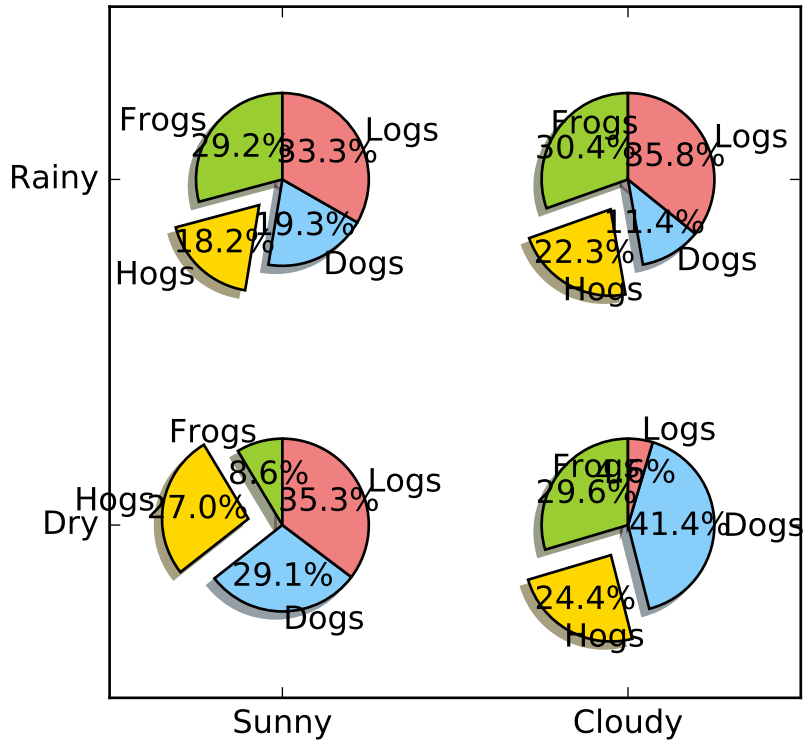 Frogs
29.2%
33.3%
Logs
18.2%
19.3%
Hogs
Dogs
Frogs
30.4%
35.8%
Logs
22.3%
11.4%
Hogs
Dogs
Rainy
Frogs
8.6%
35.3%
Logs
Hogs
27.0%
29.1%
Dogs
Frogs
29.6%
4.6%
Logs
41.4%
Dogs
24.4%
Hogs
Dry
Sunny
Cloudy